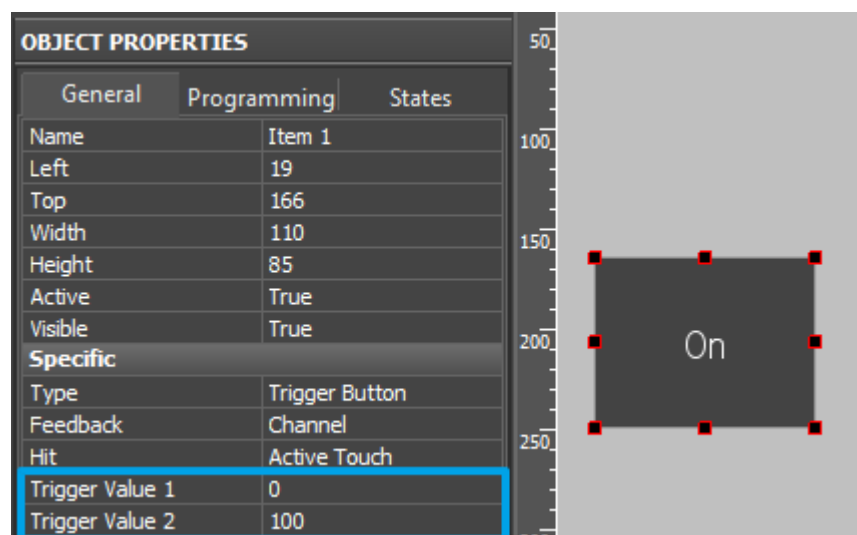 OBJECT PROPERTIES
General Programming States
Name Item 1
Left 19
Top 166
Width 110
Height 85
Active True
Visible True
Specific
Type Trigger Button
Feedback Channel
Hit Active Touch
Trigger Value 1 0
Trigger Value 2 100
50
100
150
200
250
On